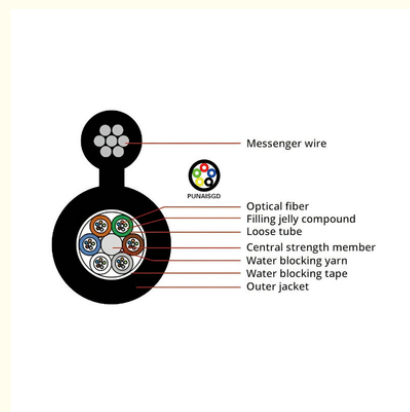 Messenger wire
PUNAISGD
Optical fiber
Filling jelly compound
Loose tube
Central strength member
Water blocking yarn
Water blocking tape
Outer jacket